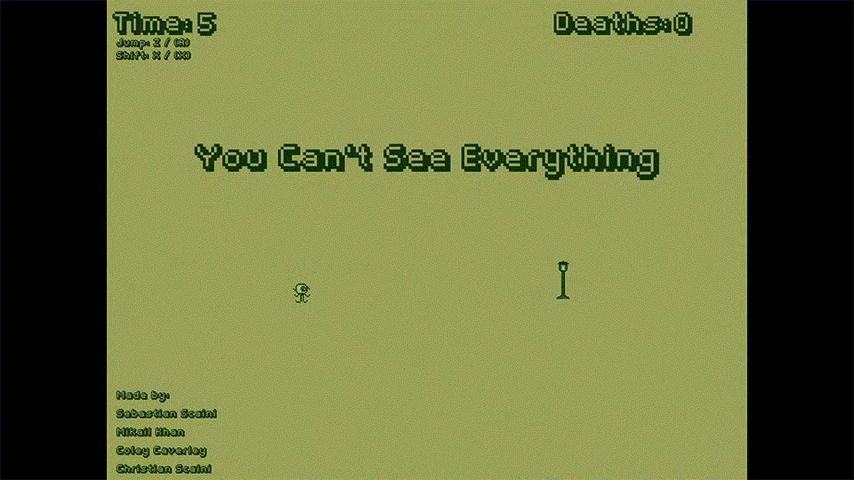 Time: 5
Deaths: 0
Jump: Z / (A)
Shift: X / (X)
You Can't See Everything
Made by:
Sebastian Scaini
Mikail Khan
Coley Caverley
Christian Scaini